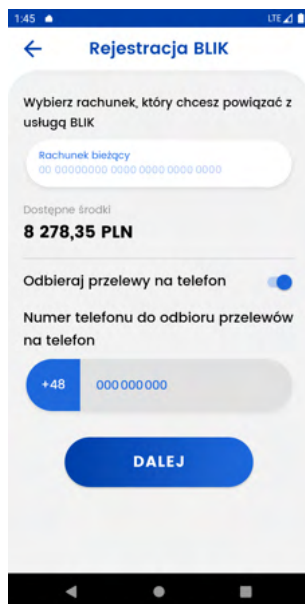 1:45
LTE
Rejestracja BLIK
Wybierz rachunek, który chcesz powiązać z
usługą BLIK
Rachunek bieżący
00 00000000 0000 0000 0000 0000
Dostępne środki
8 278,35 PLN
Odbieraj przelewy na telefon
Numer telefonu do odbioru przelewów
na telefon
+48 000 000 000
DALEJ